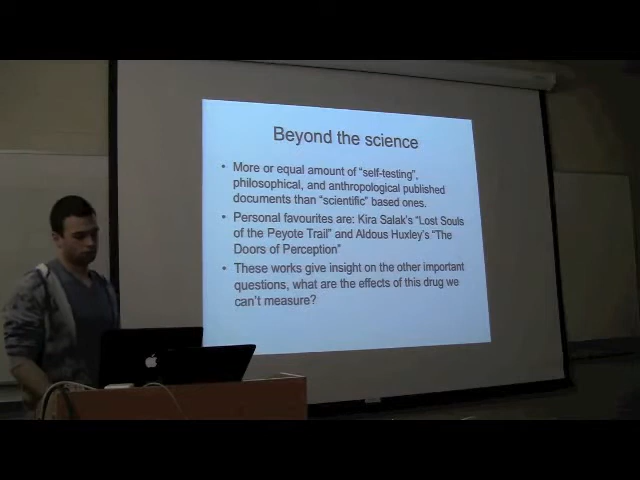 Beyond the science
• More or equal amount of "self-testing",
philosophical, and anthropological published
documents than "scientific" based ones.
• Personal favourites are: Kira Salak's "Lost Souls
of the Peyote Trail" and Aldous Huxley's "The
Doors of Perception"
• These works give insight on the other important
questions, what are the effects of this drug we
can't measure?